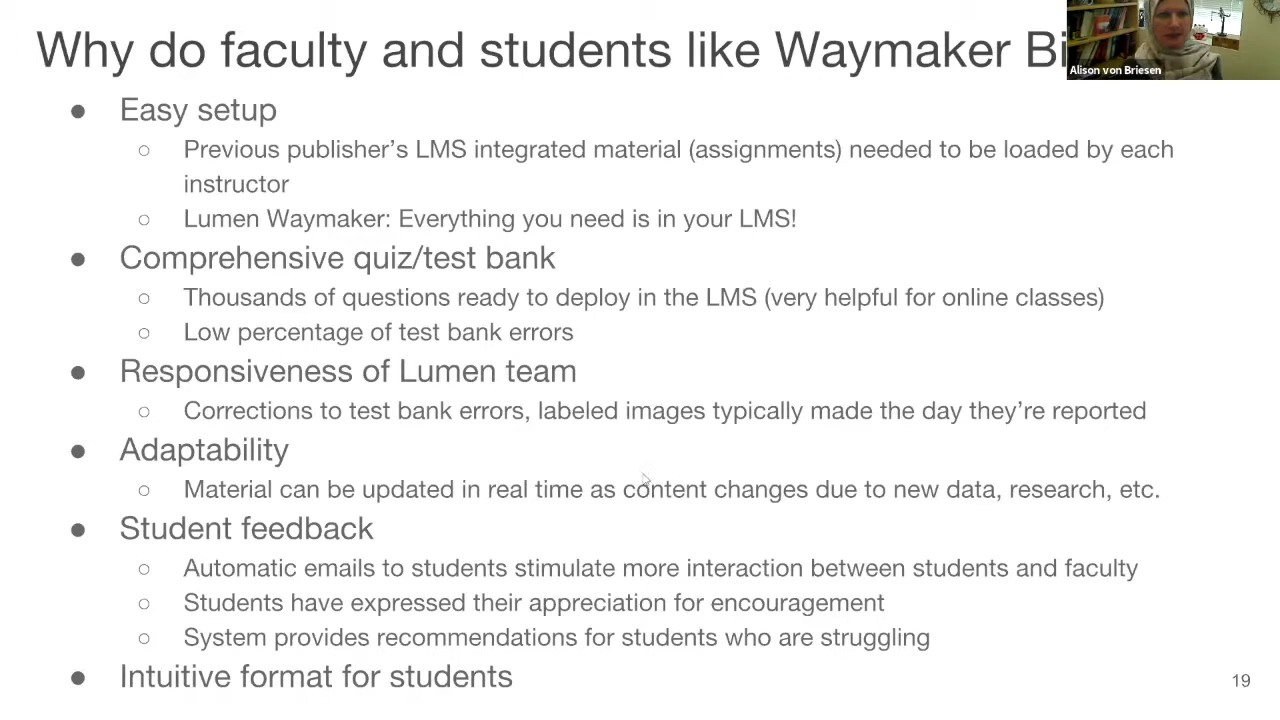 Why do faculty and students like Waymaker Bi
Alison von Briesen
● Easy setup
○ Previous publisher’s LMS integrated material (assignments) needed to be loaded by each
instructor
○ Lumen Waymaker: Everything you need is in your LMS!
● Comprehensive quiz/test bank
○ Thousands of questions ready to deploy in the LMS (very helpful for online classes)
○ Low percentage of test bank errors
● Responsiveness of Lumen team
○ Corrections to test bank errors, labeled images typically made the day they’re reported
● Adaptability
○ Material can be updated in real time as content changes due to new data, research, etc.
● Student feedback
○ Automatic emails to students stimulate more interaction between students and faculty
○ Students have expressed their appreciation for encouragement
○ System provides recommendations for students who are struggling
● Intuitive format for students
19